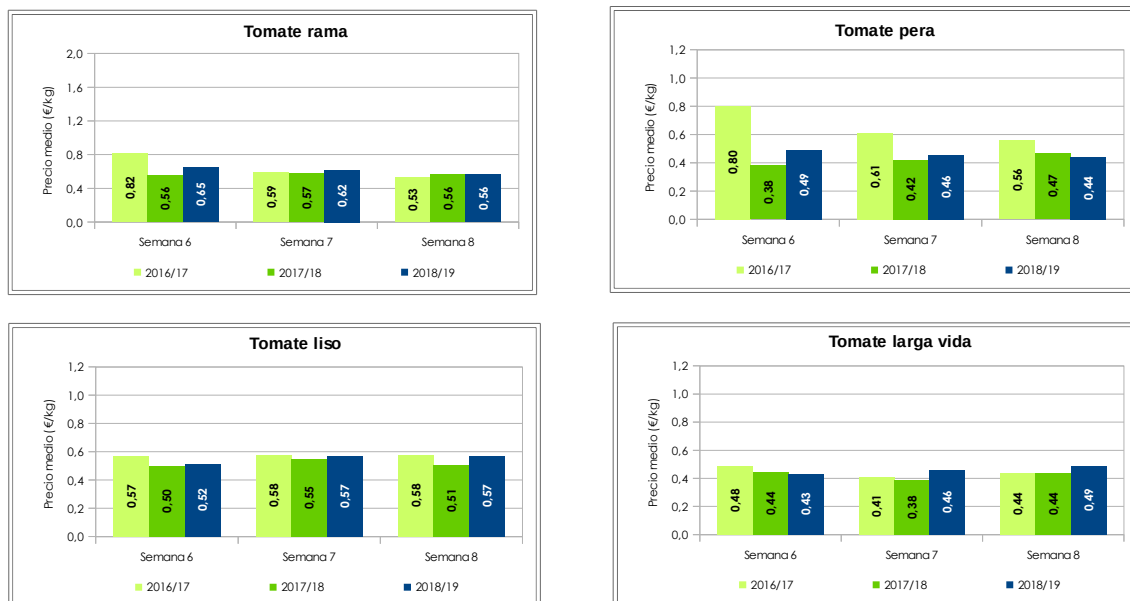 Tomate rama
Precio medio (€/kg)
2,0
1,6
1,2
0,8
0,4
0,0
0,82 0,56 0,65 0,59 0,57 0,62 0,53 0,56 0,56
Semana 6 Semana 7 Semana 8
2016/17 2017/18 2018/19
Tomate pera
Precio medio (€/kg)
1,2
1,0
0,8
0,6
0,4
0,2
0,0
0,80 0,38 0,49 0,61 0,42 0,46 0,56 0,47 0,44
Semana 6 Semana 7 Semana 8
2016/17 2017/18 2018/19
Tomate liso
Precio medio (€/kg)
1,2
1,0
0,8
0,6
0,4
0,2
0,0
0,57 0,50 0,52 0,58 0,55 0,57 0,58 0,51 0,57
Semana 6 Semana 7 Semana 8
2016/17 2017/18 2018/19
Tomate larga vida
Precio medio (€/kg)
1,2
1,0
0,8
0,6
0,4
0,2
0,0
0,48 0,44 0,43 0,41 0,38 0,46 0,44 0,44 0,49
Semana 6 Semana 7 Semana 8
2016/17 2017/18 2018/19